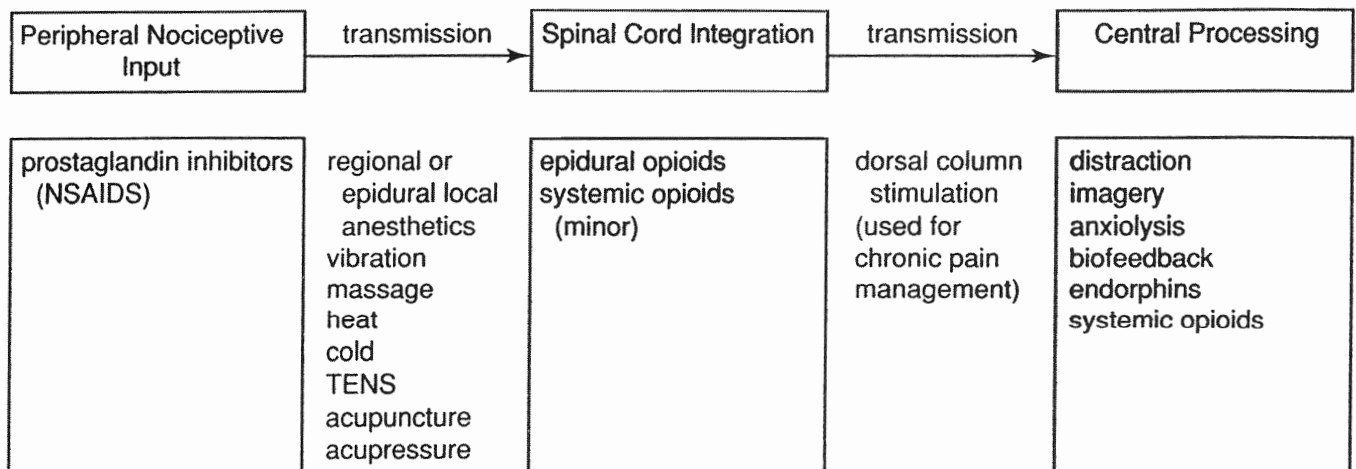 Peripheral Nociceptive
Input
transmission
Spinal Cord Integration
transmission
Central Processing
prostaglandin inhibitors
(NSAIDS)
regional or
epidural local
anesthetics
vibration
massage
heat
cold
TENS
acupuncture
acupressure
epidural opioids
systemic opioids
(minor)
dorsal column
stimulation
(used for
chronic pain
management)
distraction
imagery
anxiolysis
biofeedback
endorphins
systemic opioids